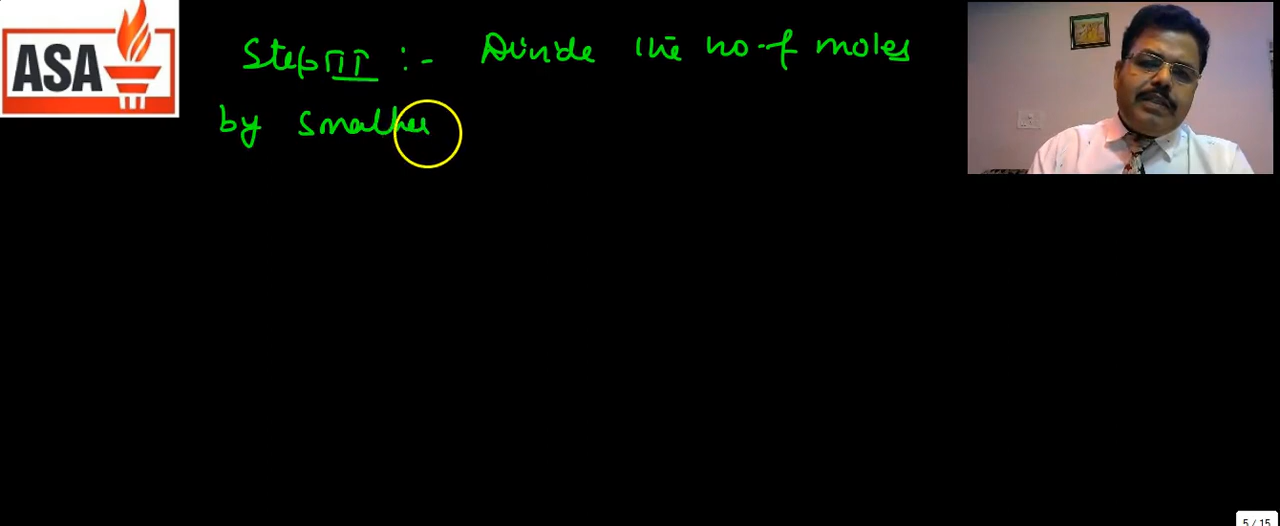 ASA
Step III :- Divide the no. of moles
by smaller
5 / 15